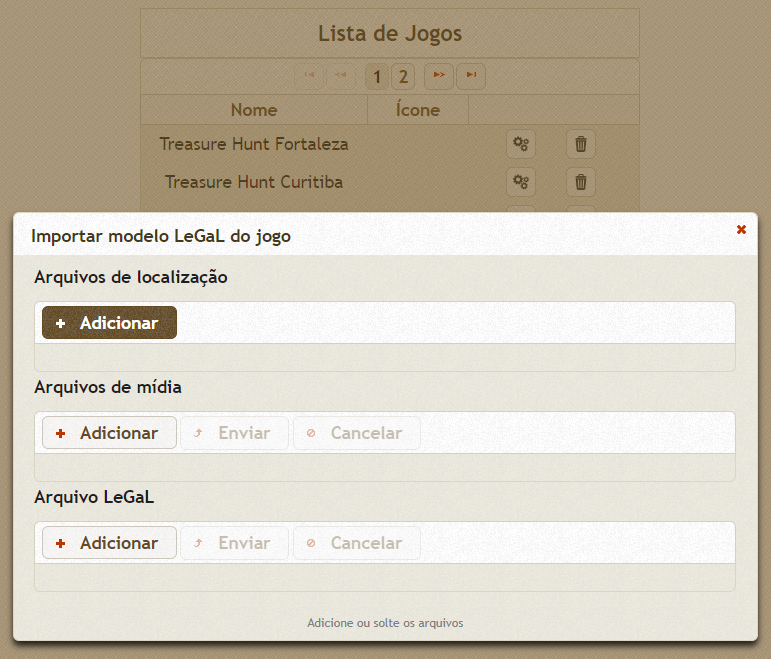 Lista de Jogos
1 2
Nome Ícone
Treasure Hunt Fortaleza
Treasure Hunt Curitiba
Importar modelo LeGaL do jogo
Arquivos de localização
Adicionar
Arquivos de mídia
Adicionar Enviar Cancelar
Arquivo LeGaL
Adicionar Enviar Cancelar
Adicione ou solte os arquivos